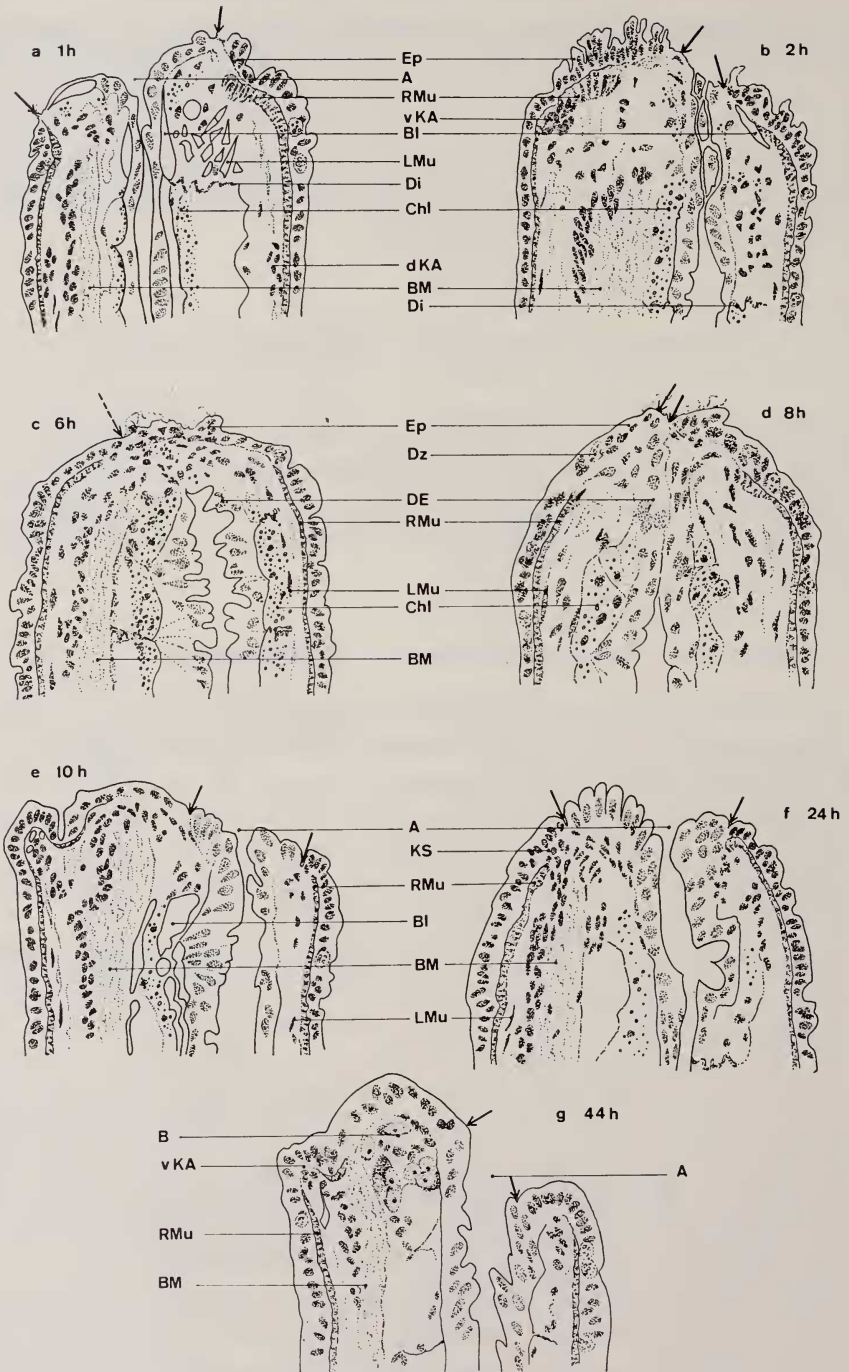 a 1h
b 2h
Ep
A
RMu
vKA
Bl
LMu
Di
Chl
dKA
BM
Di
c 6h
d 8h
Ep
Dz
DE
RMu
LMu
Chl
BM
e 10h
f 24h
A
KS
RMu
Bl
BM
LMu
g 44h
B
vKA
RMu
BM
A